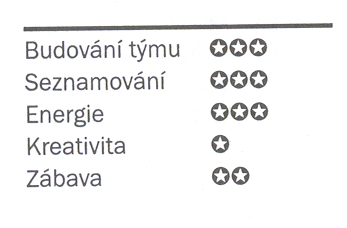 Budování týmu ✪✪✪
Seznamování ✪✪✪
Energie ✪✪✪
Kreativita ✪
Zábava ✪✪